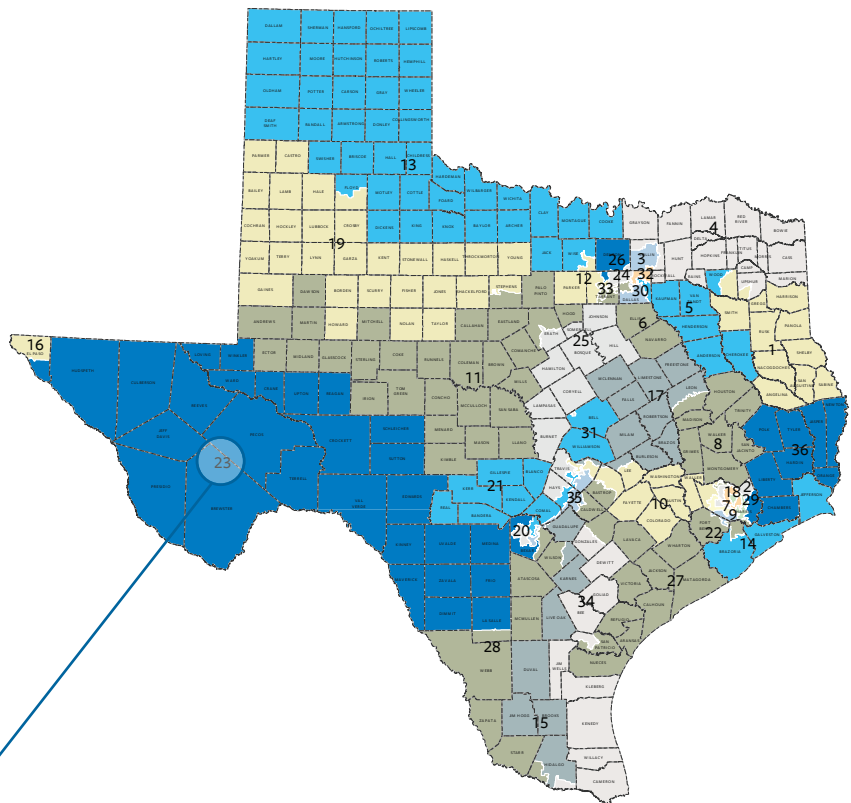 DALLAM SHERMAN HANSFORD OCHILTREE LIPSCOMB
HARTLEY MOORE HUTCHINSON ROBERTS HEMPHILL
OLDHAM POTTER CARSON GRAY WHEELER
COLLINGSWORTH
DEAF SMITH RANDALL ARMSTRONG DONLEY
PARMER CASTRO SWISHER BRISCOE HALL CHILDRESS
13
HARDEMAN
BAILEY LAMB HALE FLOYD MOTLEY COTTLE FOARD WILBARGER WICHITA
CLAY MONTAGUE COOKE GRAYSON FANNIN LAMAR RED RIVER BOWIE
4
COCHRAN HOCKLEY LUBBOCK CROSBY DICKENS KING KNOX BAYLOR ARCHER
19
JACK WISE 26 3 COLLIN HUNT DELTA HOPKINS FRANKLIN TITUS MORRIS CASS
YOAKUM TERRY LYNN GARZA KENT STONEWALL HASKELL THROCKMORTON YOUNG
12 24 32 ROCKWALL RAINS WOOD CAMP UPSHUR MARION
GAINES DAWSON BORDEN SCURRY FISHER JONES SHACKELFORD STEPHENS PALO PINTO PARKER 33 TARRANT 30 DALLAS KAUFMAN VAN ZANDT 5 SMITH GREGG HARRISON
ANDREWS MARTIN HOWARD MITCHELL NOLAN TAYLOR CALLAHAN EASTLAND ERATH HOOD SOMERVELL JOHNSON ELLIS 6 NAVARRO HENDERSON RUSK PANOLA
16
EL PASO
25 BOSQUE HILL
HUDSPETH CULBERSON LOVING WINKLER ECTOR MIDLAND GLASSCOCK STERLING COKE RUNNELS COLEMAN BROWN COMANCHE HAMILTON FREESTONE ANDERSON CHEROKEE 1 SHELBY
NACOGDOCHES
SAN AUGUSTINE SABINE
REEVES WARD CRANE UPTON REAGAN IRION TOM GREEN CONCHO 11 MCCULLOCH SAN SABA MILLS LAMPASAS CORYELL MCLENNAN LIMESTONE 17 LEON HOUSTON ANGELINA
FALLS ROBERTSON TRINITY
JEFF DAVIS PECOS CROCKETT SCHLEICHER MENARD MASON LLANO BURNET BELL 31 MILAM BRAZOS MADISON WALKER 8 SAN JACINTO POLK TYLER 36
23
SUTTON KIMBLE WILLIAMSON BURLESON GRIMES MONTGOMERY HARDIN
PRESIDIO BREWSTER TERRELL VAL VERDE EDWARDS REAL KERR GILLESPIE 21 KENDALL BLANCO TRAVIS HAYS LEE WASHINGTON WALLER LIBERTY JEFFERSON
BANDERA COMAL 35 BASTROP CALDWELL FAYETTE 10 AUSTIN 18 2 29 7 9 CHAMBERS
COLORADO
KINNEY UVALDE MEDINA 20 BEXAR GUADALUPE GONZALES LAVACA FORT BEND 22 BRAZORIA 14 GALVESTON
WILSON WHARTON
MAVERICK ZAVALA FRIO ATASCOSA KARNES DEWITT JACKSON MATAGORDA
27
DIMMIT LA SALLE MCMULLEN LIVE OAK BEE 34 GOLIAD VICTORIA CALHOUN
REFUGIO
28
WEBB DUVAL JIM WELLS SAN PATRICIO ARANSAS
NUECES
KLEBERG
ZAPATA JIM HOGG BROOKS KENEDY
15
STARR HIDALGO WILLACY
CAMERON